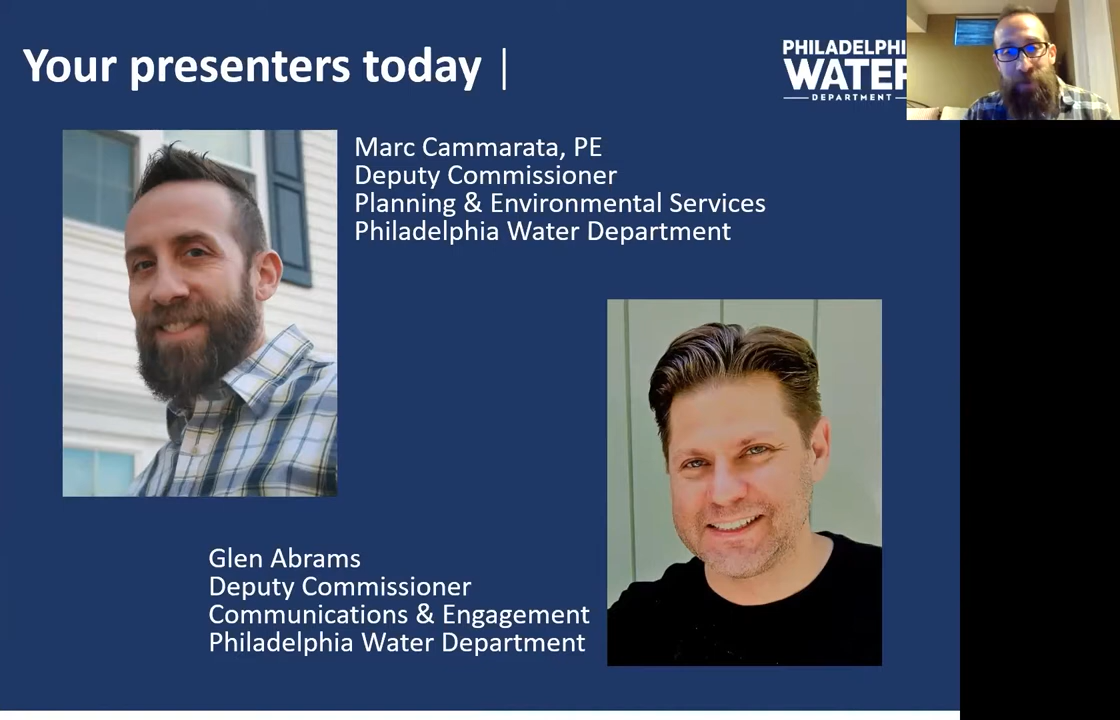 Your presenters today |
PHILADELPHI
WATER
DEPARTMENT
Marc Cammarata, PE
Deputy Commissioner
Planning & Environmental Services
Philadelphia Water Department
Glen Abrams
Deputy Commissioner
Communications & Engagement
Philadelphia Water Department